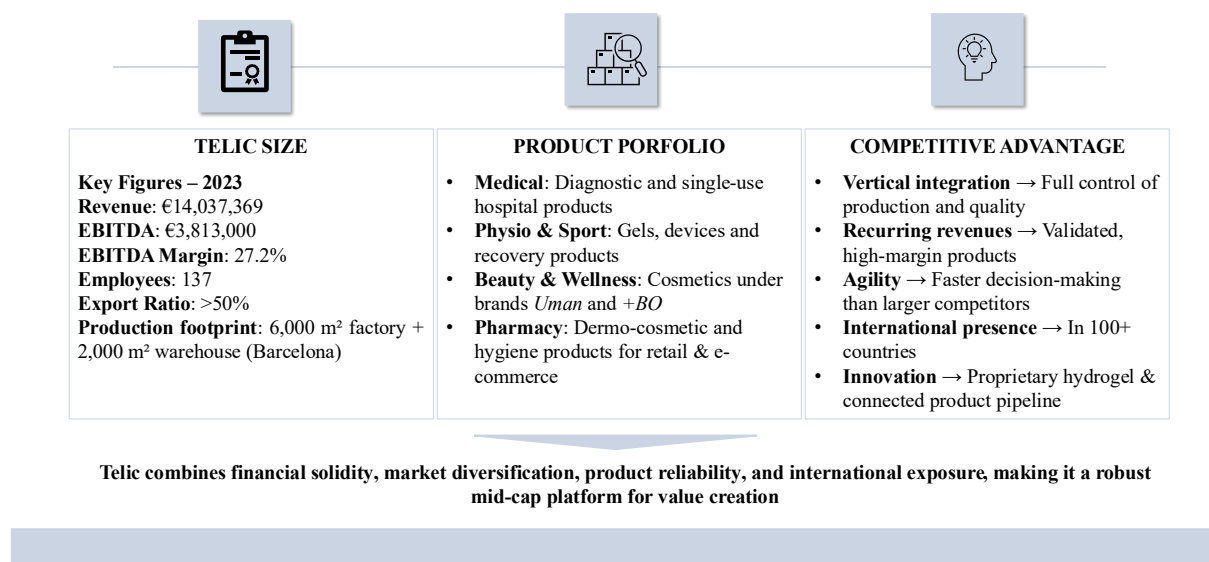 TELIC SIZE
Key Figures – 2023
Revenue: €14,037,369
EBITDA: €3,813,000
EBITDA Margin: 27.2%
Employees: 137
Export Ratio: >50%
Production footprint: 6,000 m² factory +
2,000 m² warehouse (Barcelona)
PRODUCT PORFOLIO
• Medical: Diagnostic and single-use
hospital products
• Physio & Sport: Gels, devices and
recovery products
• Beauty & Wellness: Cosmetics under
brands Uman and +BO
• Pharmacy: Dermo-cosmetic and
hygiene products for retail & e-
commerce
COMPETITIVE ADVANTAGE
• Vertical integration → Full control of
production and quality
• Recurring revenues → Validated,
high-margin products
• Agility → Faster decision-making
than larger competitors
• International presence → In 100+
countries
• Innovation → Proprietary hydrogel &
connected product pipeline
Telic combines financial solidity, market diversification, product reliability, and international exposure, making it a robust
mid-cap platform for value creation